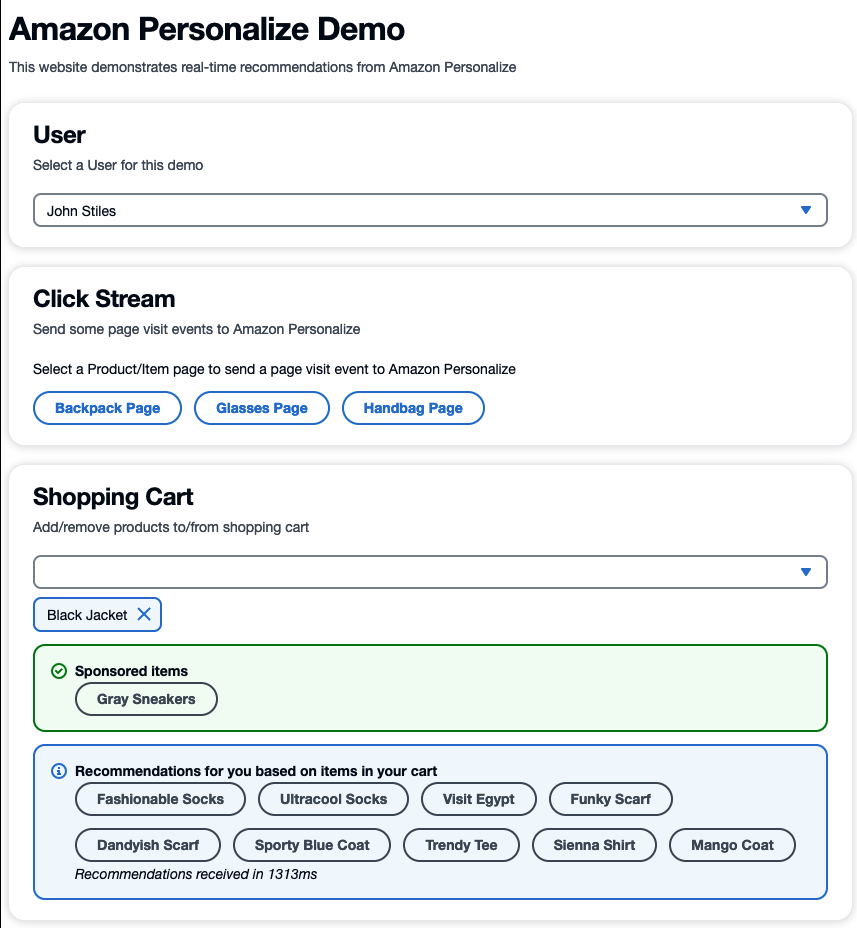 Amazon Personalize Demo
This website demonstrates real-time recommendations from Amazon Personalize
User
Select a User for this demo
John Stiles
Click Stream
Send some page visit events to Amazon Personalize
Select a Product/Item page to send a page visit event to Amazon Personalize
Backpack Page Glasses Page Handbag Page
Shopping Cart
Add/remove products to/from shopping cart
Black Jacket
Sponsored items
Gray Sneakers
Recommendations for you based on items in your cart
Fashionable Socks Ultracool Socks Visit Egypt Funky Scarf
Dandyish Scarf Sporty Blue Coat Trendy Tee Sienna Shirt Mango Coat
Recommendations received in 1313ms